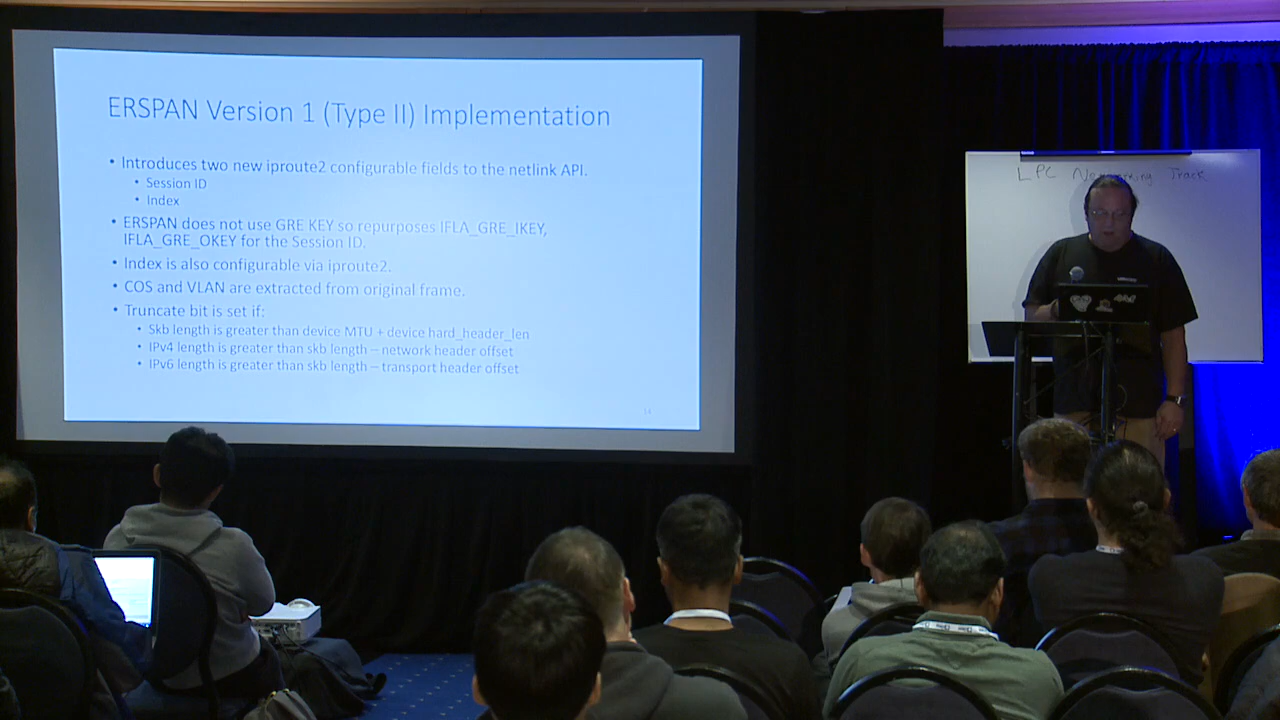 ERSPAN Version 1 (Type II) Implementation
• Introduces two new iproute2 configurable fields to the netlink API.
• Session ID
• Index
• ERSPAN does not use GRE KEY so repurposes IFLA_GRE_IKEY,
IFLA_GRE_OKEY for the Session ID.
• Index is also configurable via iproute2.
• COS and VLAN are extracted from original frame.
• Truncate bit is set if:
• Skb length is greater than device MTU + device hard_header_len
• IPv4 length is greater than skb length – network header offset
• IPv6 length is greater than skb length – transport header offset
14
LPC Networking Track